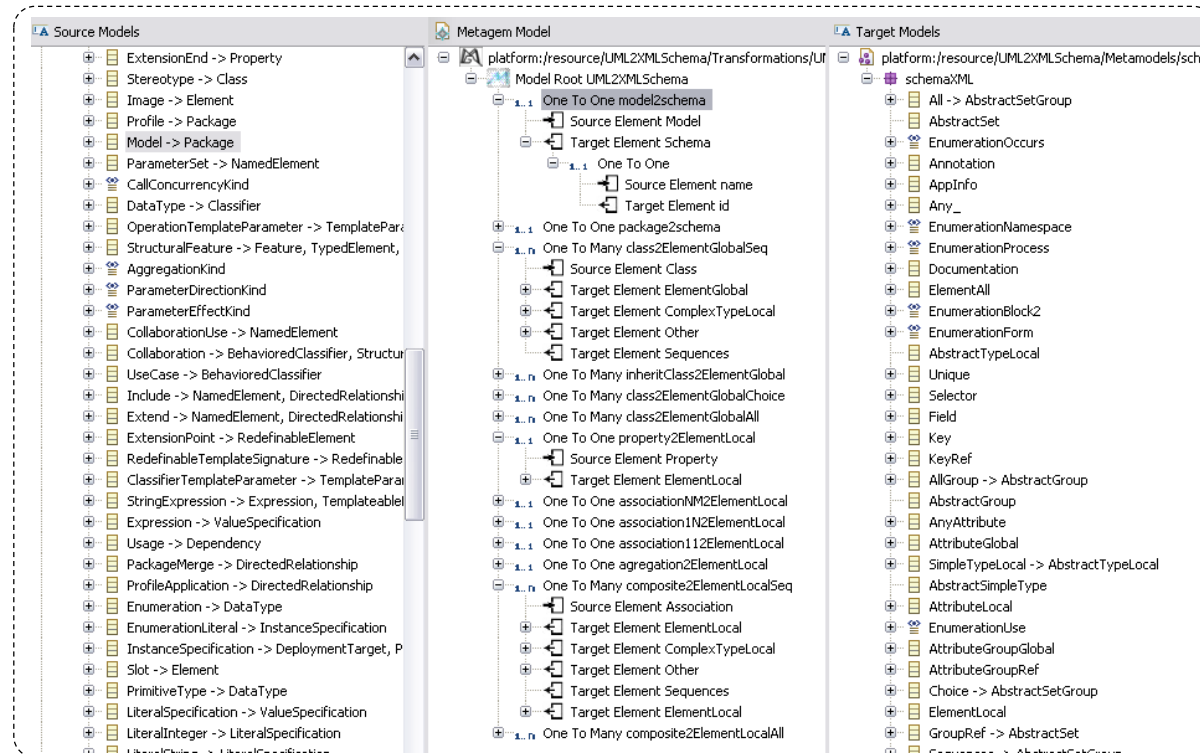 Source Models
ExtensionEnd -> Property
Stereotype -> Class
Image -> Element
Profile -> Package
Model -> Package
ParameterSet -> NamedElement
CallConcurrencyKind
DataType -> Classifier
OperationTemplateParameter -> TemplatePara
StructuralFeature -> Feature, TypedElement,
AggregationKind
ParameterDirectionKind
ParameterEffectKind
CollaborationUse -> NamedElement
Collaboration -> BehavioredClassifier, Structur
UseCase -> BehavioredClassifier
Include -> NamedElement, DirectedRelationshi
Extend -> NamedElement, DirectedRelationshi
ExtensionPoint -> RedefinableElement
RedefinableTemplateSignature -> Redefinable
ClassifierTemplateParameter -> TemplateParar
StringExpression -> Expression, Templateablel
Expression -> ValueSpecification
Usage -> Dependency
PackageMerge -> DirectedRelationship
ProfileApplication -> DirectedRelationship
Enumeration -> DataType
EnumerationLiteral -> InstanceSpecification
InstanceSpecification -> DeploymentTarget, P
Slot -> Element
PrimitiveType -> DataType
LiteralSpecification -> ValueSpecification
LiteralInteger -> LiteralSpecification
LiteralString -> LiteralSpecification
Metagem Model
platform:/resource/UML2XMLSchema/Transformations/UM
Model Root UML2XMLSchema
1..1 One To One model2schema
Source Element Model
Target Element Schema
1..1 One To One
Source Element name
Target Element id
1..1 One To One package2schema
1..n One To Many class2ElementGlobalSeq
Source Element Class
Target Element ElementGlobal
Target Element ComplexTypeLocal
Target Element Other
Target Element Sequences
1..n One To Many inheritClass2ElementGlobal
1..n One To Many class2ElementGlobalChoice
1..n One To Many class2ElementGlobalAll
1..1 One To One property2ElementLocal
Source Element Property
Target Element ElementLocal
1..1 One To One associationNM2ElementLocal
1..1 One To One association1N2ElementLocal
1..1 One To One association112ElementLocal
1..1 One To One agregation2ElementLocal
1..n One To Many composite2ElementLocalSeq
Source Element Association
Target Element ElementLocal
Target Element ComplexTypeLocal
Target Element Other
Target Element Sequences
Target Element ElementLocal
1..n One To Many composite2ElementLocalAll
Target Models
platform:/resource/UML2XMLSchema/Metamodels/sch
schemaXML
All -> AbstractSetGroup
AbstractSet
EnumerationOccurs
Annotation
AppInfo
Any_
EnumerationNamespace
EnumerationProcess
Documentation
ElementAll
EnumerationBlock2
EnumerationForm
AbstractTypeLocal
Unique
Selector
Field
Key
KeyRef
AllGroup -> AbstractGroup
AbstractGroup
AnyAttribute
AttributeGlobal
SimpleTypeLocal -> AbstractTypeLocal
AbstractSimpleType
AttributeLocal
EnumerationUse
AttributeGroupGlobal
AttributeGroupRef
Choice -> AbstractSetGroup
ElementLocal
GroupRef -> AbstractSet
Sequences -> AbstractSetGroup